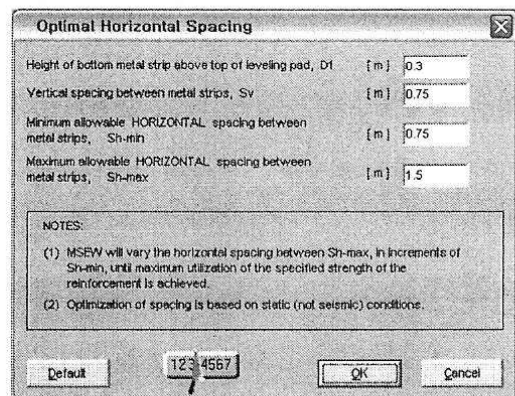 Optimal Horizontal Spacing
Height of bottom metal strip above top of leveling pad, D1 [m] 0.3
Vertical spacing between metal strips, Sv [m] 0.75
Minimum allowable HORIZONTAL spacing between
metal strips, Sh-min [m] 0.75
Maximum allowable HORIZONTAL spacing between
metal strips, Sh-max [m] 1.5
NOTES:
(1) MSEW will vary the horizontal spacing between Sh-max, in increments of
Sh-min, until maximum utilization of the specified strength of the
reinforcement is achieved.
(2) Optimization of spacing is based on static (not seismic) conditions.
Default 123 4567 OK Cancel